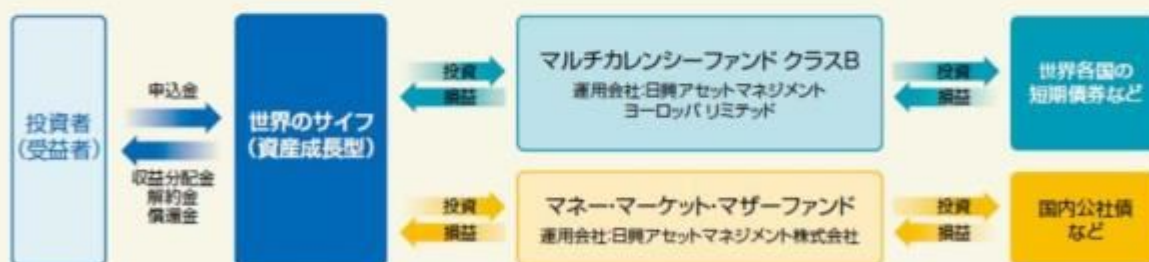 投資者
(受益者)
申込金
収益分配金
解約金
償還金
世界のサイフ
(資産成長型)
投資
損益
マルチカレンシーファンド クラスB
運用会社:日興アセットマネジメント
ヨーロッパ リミテッド
投資
損益
世界各国の
短期債券など
投資
損益
マネー・マーケット・マザーファンド
運用会社:日興アセットマネジメント株式会社
投資
損益
国内公社債
など